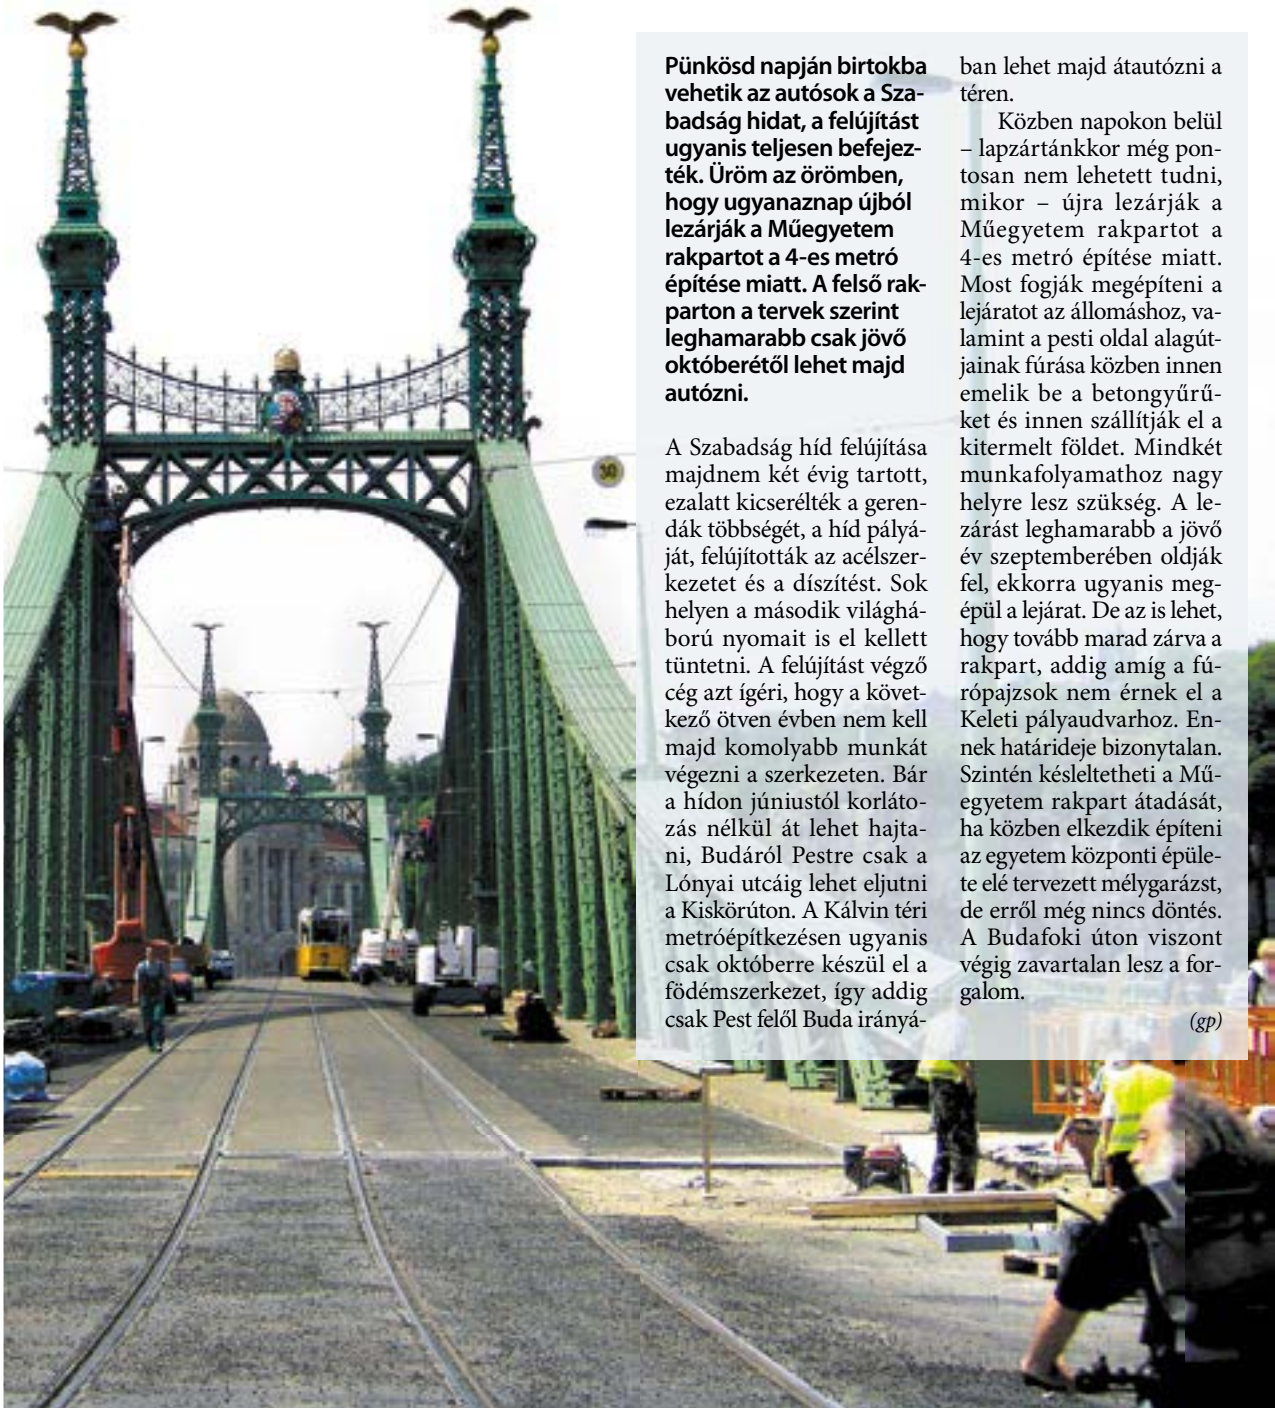 Pünkösd napján birtokba
vehetik az autósok a Sza-
badság hidat, a felújítást
ugyanis teljesen befejez-
ték. Üröm az örömben,
hogy ugyanaznap újból
lezárják a Műegyetem
rakpartot a 4-es metró
építése miatt. A felső rak-
parton a tervek szerint
leghamarabb csak jövő
októberétől lehet majd
autózni.
A Szabadság híd felújítása
majdnem két évig tartott,
ezalatt kicserélték a geren-
dák többségét, a híd pályá-
ját, felújították az acélszer-
kezetet és a díszítést. Sok
helyen a második világhá-
ború nyomait is el kellett
tüntetni. A felújítást végző
cég azt ígéri, hogy a követ-
kező ötven évben nem kell
majd komolyabb munkát
végezni a szerkezeten. Bár
a hídon júniustól korláto-
zás nélkül át lehet hajta-
ni, Budáról Pestre csak a
Lónyai utcáig lehet eljutni
a Kiskörúton. A Kálvin téri
metróépítkezésen ugyanis
csak októberre készül el a
födémszerkezet, így addig
csak Pest felől Buda irányá-
ban lehet majd átautózni a
téren.
Közben napokon belül
– lapzártánkkor még pon-
tosan nem lehetett tudni,
mikor – újra lezárják a
Műegyetem rakpartot a
4-es metró építése miatt.
Most fogják megépíteni a
lejáratot az állomáshoz, va-
lamint a pesti oldal alagút-
jainak fúrása közben innen
emelik be a betongyűrű-
ket és innen szállítják el a
kitermelt földet. Mindkét
munkafolyamathoz nagy
helyre lesz szükség. A le-
zárást leghamarabb a jövő
év szeptemberében oldják
fel, ekkorra ugyanis meg-
épül a lejárat. De az is lehet,
hogy tovább marad zárva a
rakpart, addig amíg a fú-
rópajzsok nem érnek el a
Keleti pályaudvarhoz. En-
nek határideje bizonytalan.
Szintén késleltetheti a Mű-
egyetem rakpart átadását,
ha közben elkezdik építeni
az egyetem központi épüle-
te elé tervezett mélygarázst,
de erről még nincs döntés.
A Budafoki úton viszont
végig zavartalan lesz a for-
galom.
(gp)
30